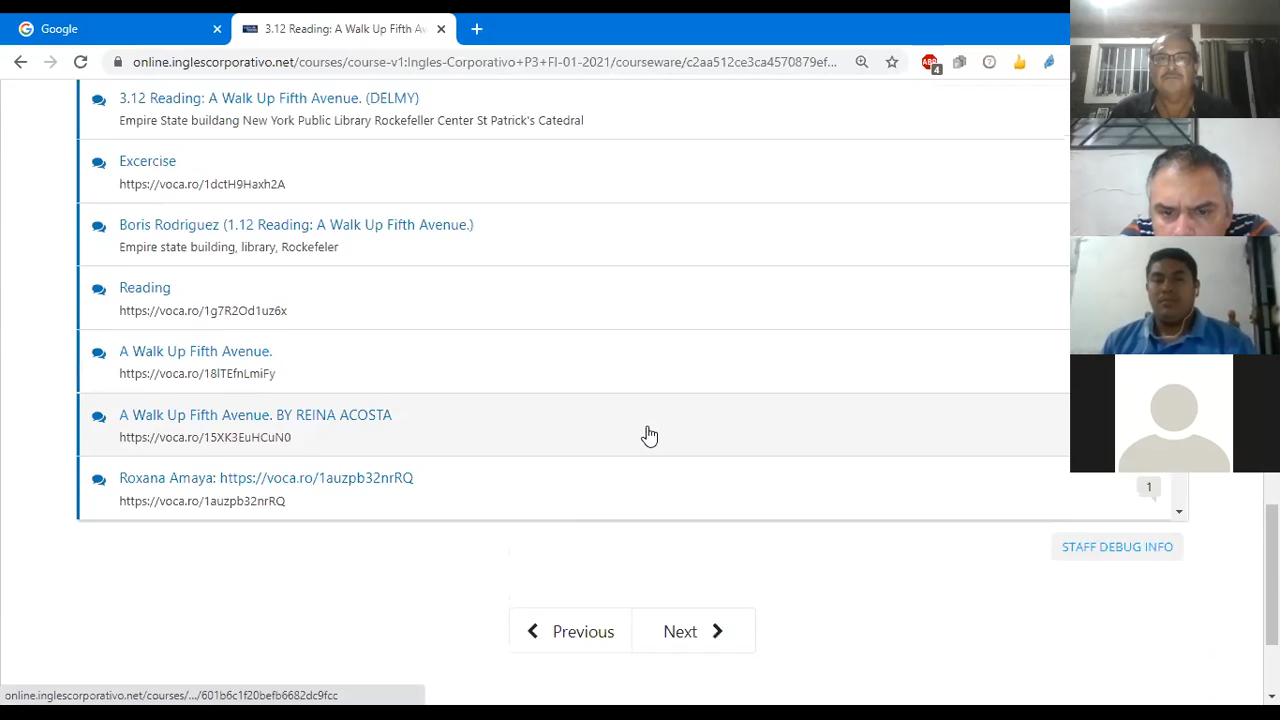 Google
3.12 Reading: A Walk Up Fifth Av
online.inglescorporativo.net/courses/course-v1:Ingles-Corporativo+P3+FI-01-2021/courseware/c2aa512ce3ca4570879ef...
ABP
4
3.12 Reading: A Walk Up Fifth Avenue. (DELMY)
Empire State buildang New York Public Library Rockefeller Center St Patrick's Catedral
Excercise
https://voca.ro/1dctH9Haxh2A
Boris Rodriguez (1.12 Reading: A Walk Up Fifth Avenue.)
Empire state building, library, Rockefeler
Reading
https://voca.ro/1g7R2Od1uz6x
A Walk Up Fifth Avenue.
https://voca.ro/18lTEfnLmiFy
A Walk Up Fifth Avenue. BY REINA ACOSTA
https://voca.ro/15XK3EuHCuN0
Roxana Amaya: https://voca.ro/1auzpb32nrRQ
https://voca.ro/1auzpb32nrRQ
1
STAFF DEBUG INFO
Previous
Next
online.inglescorporativo.net/courses/.../601b6c1f20befb6682dc9fcc